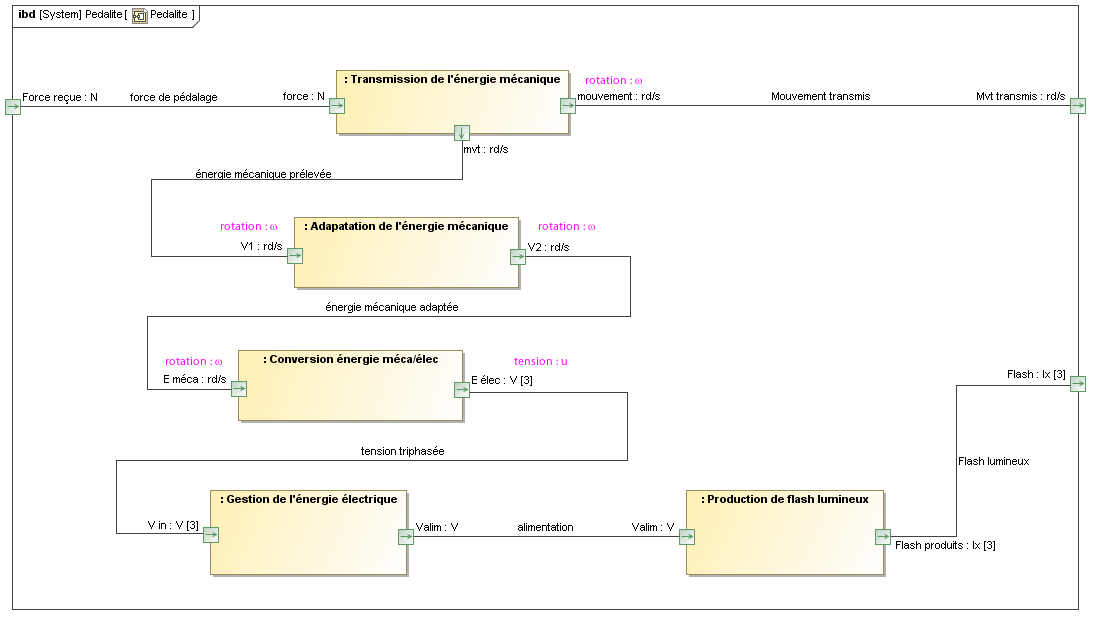 ibd [System] Pedalite [ Pedalite ]
: Transmission de l'énergie mécanique
rotation : ω
Force reçue : N
force de pédalage
force : N
mouvement : rd/s
Mouvement transmis
Mvt transmis : rd/s
mvt : rd/s
énergie mécanique prélevée
rotation : ω
: Adapatation de l'énergie mécanique
rotation : ω
V1 : rd/s
V2 : rd/s
énergie mécanique adaptée
rotation : ω
: Conversion énergie méca/élec
tension : u
E méca : rd/s
E élec : V [3]
Flash : lx [3]
tension triphasée
Flash lumineux
: Gestion de l'énergie électrique
: Production de flash lumineux
V in : V [3]
Valim : V
alimentation
Valim : V
Flash produits : lx [3]